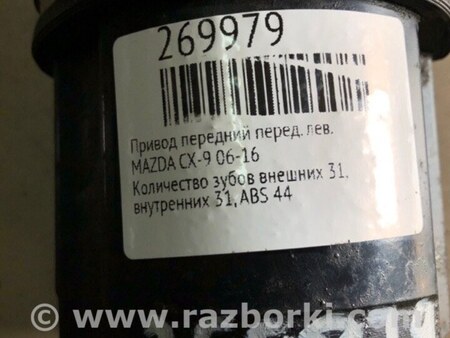 269979
Привод передний перед. лев.
MAZDA CX-9 06-16
Количество зубов внешних 31,
внутренних 31, ABS 44
© www.razborki.com